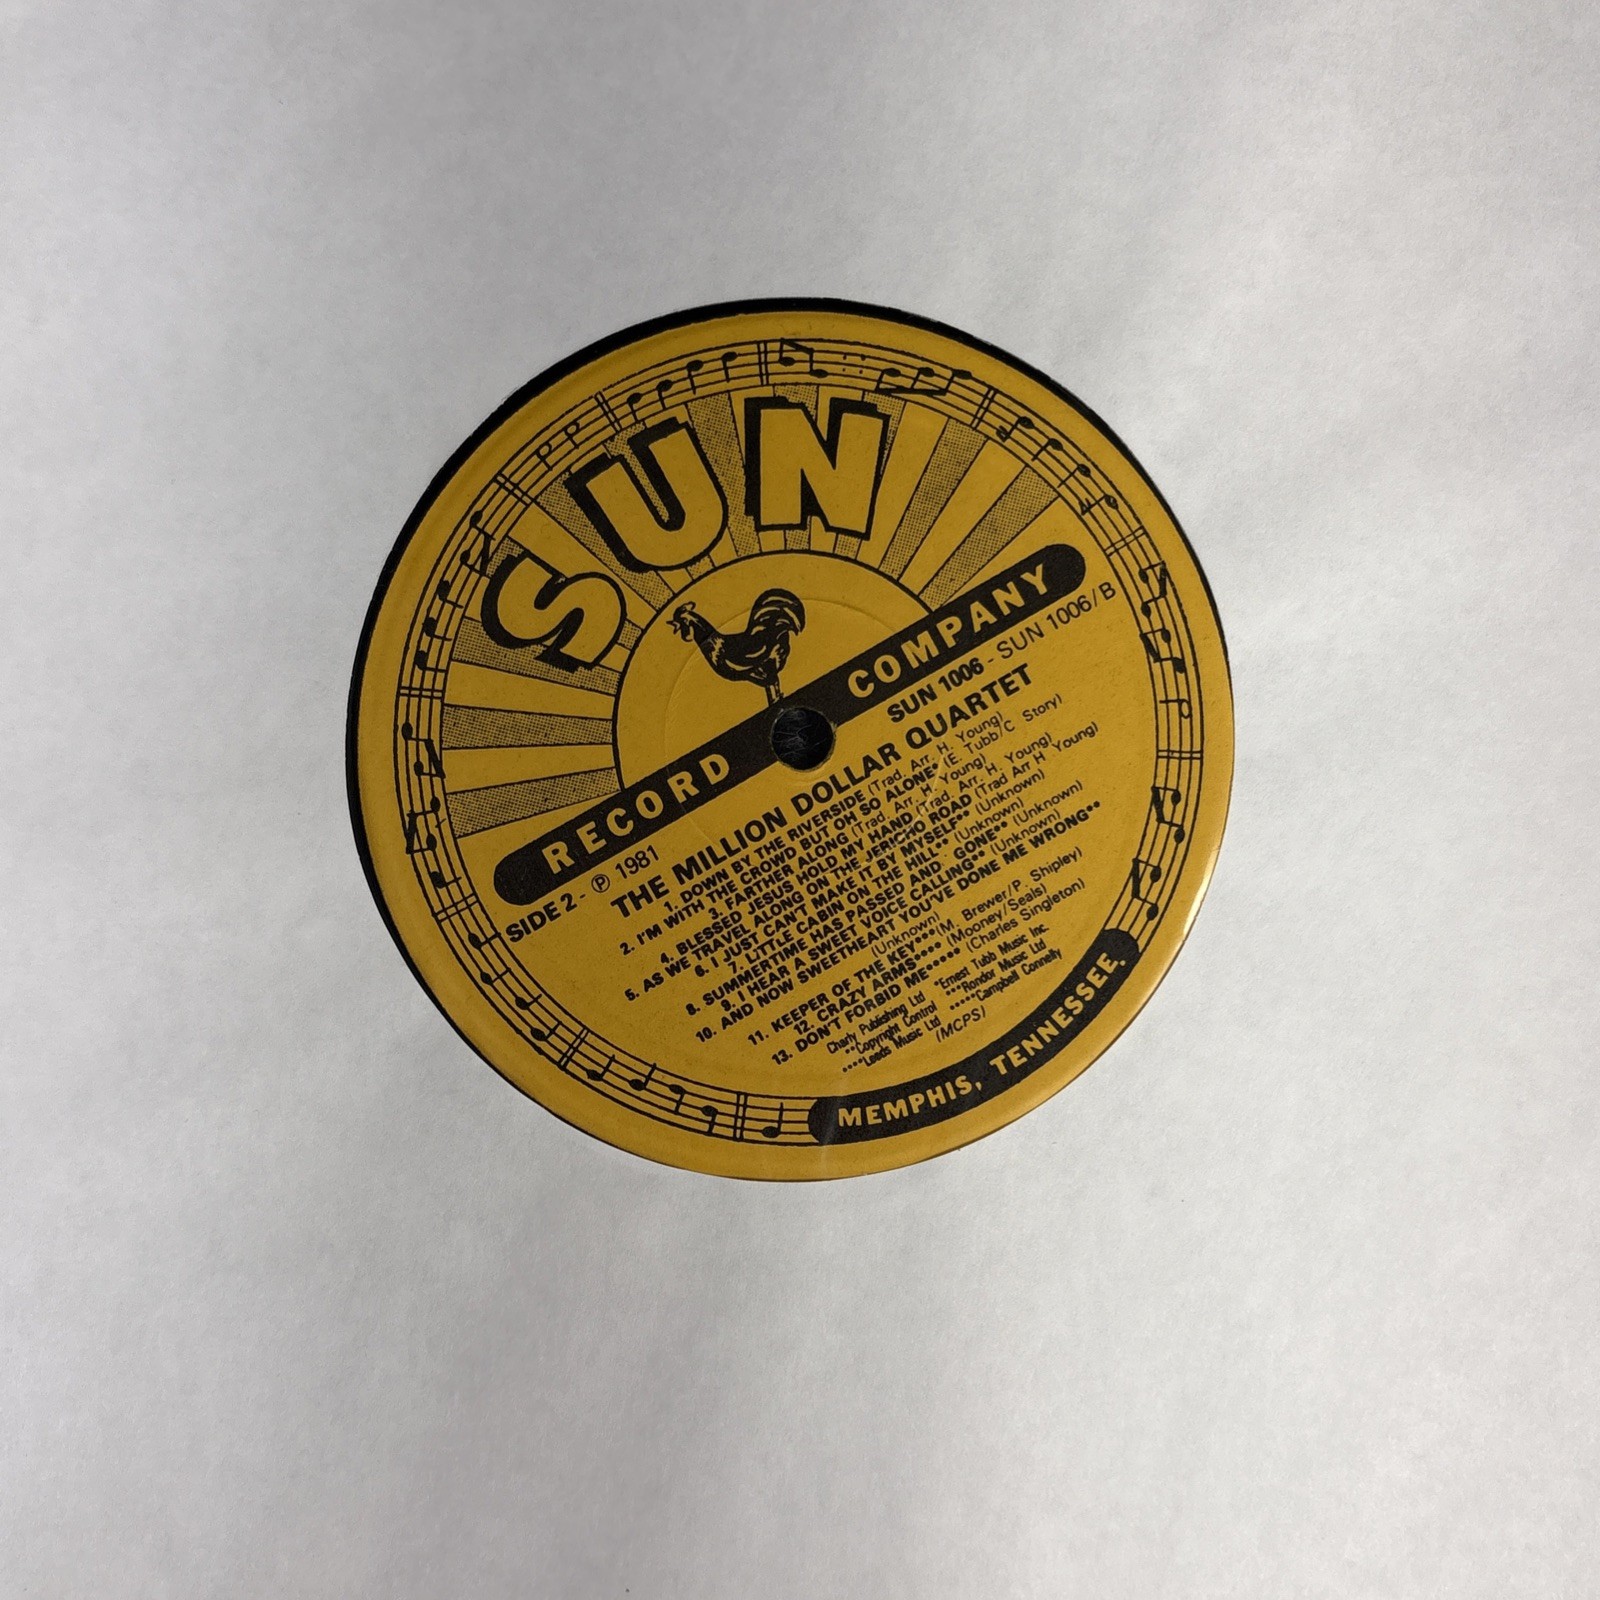 SUN
RECORD COMPANY
SUN 1006 - SUN 1006/B
SIDE 2 - ℗ 1981
THE MILLION DOLLAR QUARTET
1. DOWN BY THE RIVERSIDE (Trad. Arr. H. Young)
2. I'M WITH THE CROWD BUT OH SO ALONE* (E. Tubb/C Story)
3. FARTHER ALONG (Trad. Arr. H. Young)
4. BLESSED JESUS HOLD MY HAND (Trad. Arr. H. Young)
5. AS WE TRAVEL ALONG ON THE JERICHO ROAD (Trad Arr H Young)
6. I JUST CAN'T MAKE IT BY MYSELF** (Unknown)
7. LITTLE CABIN ON THE HILL** (Unknown)
8. SUMMERTIME HAS PASSED AND GONE** (Unknown)
9. I HEAR A SWEET VOICE CALLING** (Unknown)
10. AND NOW SWEETHEART YOU'VE DONE ME WRONG**
(Unknown)
11. KEEPER OF THE KEY*** (M. Brewer/P. Shipley)
12. CRAZY ARMS**** (Mooney/Seals)
13. DON'T FORBID ME***** (Charles Singleton)
Charly Publishing Ltd *Ernest Tubb Music Inc.
**Copyright Control ***Rondor Music Ltd
****Leeds Music Ltd *****Campbell Connelly
(MCPS)
MEMPHIS, TENNESSEE.